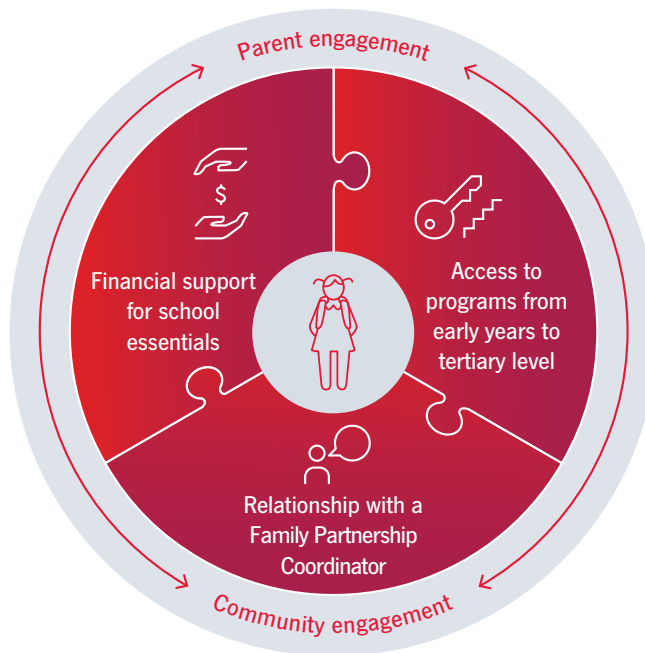 Parent engagement
$
Financial support
for school
essentials
Access to
programs from
early years to
tertiary level
Relationship with a
Family Partnership
Coordinator
Community engagement